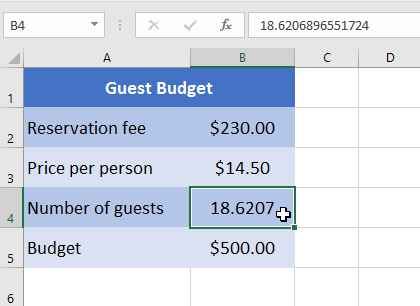 B4 fx 18.6206896551724
A B C D
1 Guest Budget
2 Reservation fee $230.00
3 Price per person $14.50
4 Number of guests 18.6207
5 Budget $500.00
6